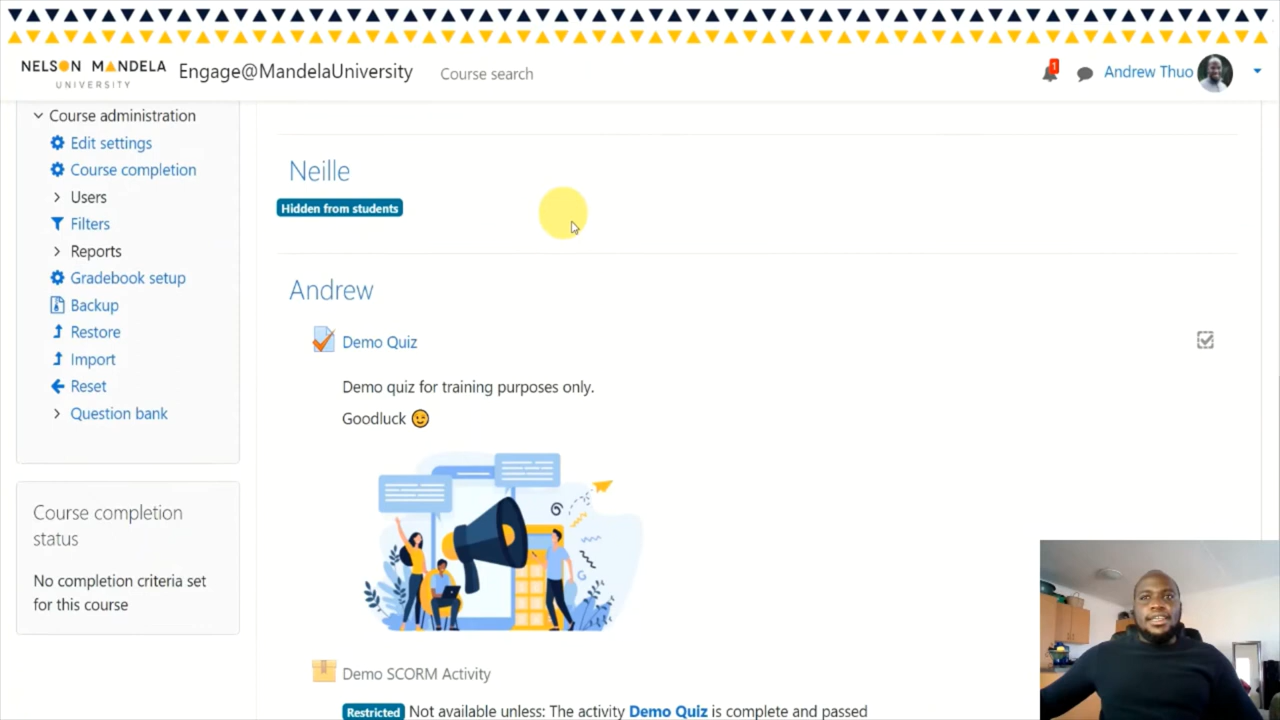 NELSON MANDELA
UNIVERSITY
Engage@MandelaUniversity
Course search
1
Andrew Thuo
Course administration
Edit settings
Course completion
Users
Filters
Reports
Gradebook setup
Backup
Restore
Import
Reset
Question bank
Course completion
status
No completion criteria set
for this course
Neille
Hidden from students
Andrew
Demo Quiz
Demo quiz for training purposes only.
Goodluck 😉
Demo SCORM Activity
Restricted Not available unless: The activity Demo Quiz is complete and passed